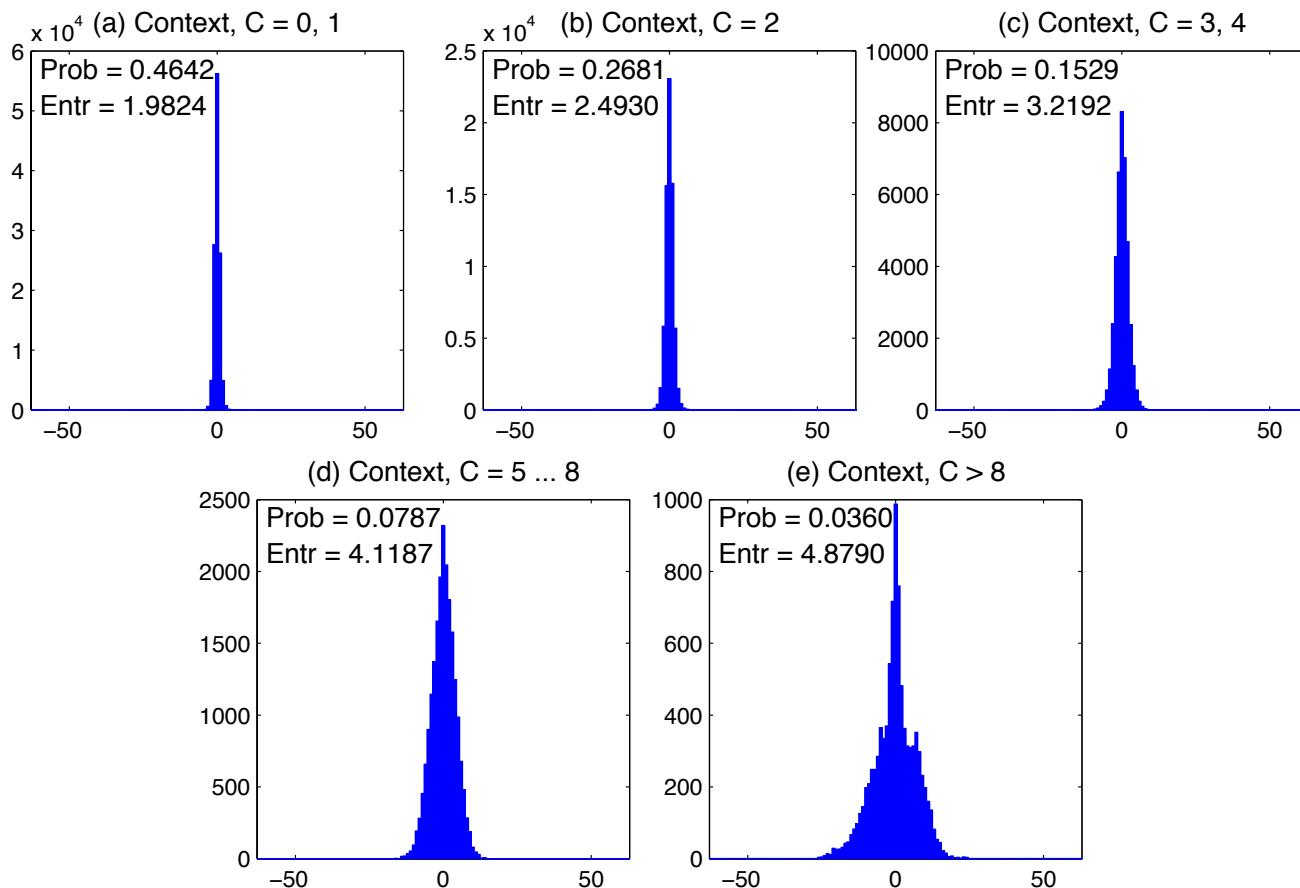 x 10⁴ (a) Context, C = 0, 1
6
Prob = 0.4642
Entr = 1.9824
5
4
3
2
1
0
−50 0 50
x 10⁴ (b) Context, C = 2
2.5
Prob = 0.2681
Entr = 2.4930
2
1.5
1
0.5
0
−50 0 50
(c) Context, C = 3, 4
10000
Prob = 0.1529
Entr = 3.2192
8000
6000
4000
2000
0
−50 0 50
(d) Context, C = 5 ... 8
2500
Prob = 0.0787
Entr = 4.1187
2000
1500
1000
500
0
−50 0 50
(e) Context, C > 8
1000
Prob = 0.0360
Entr = 4.8790
800
600
400
200
0
−50 0 50